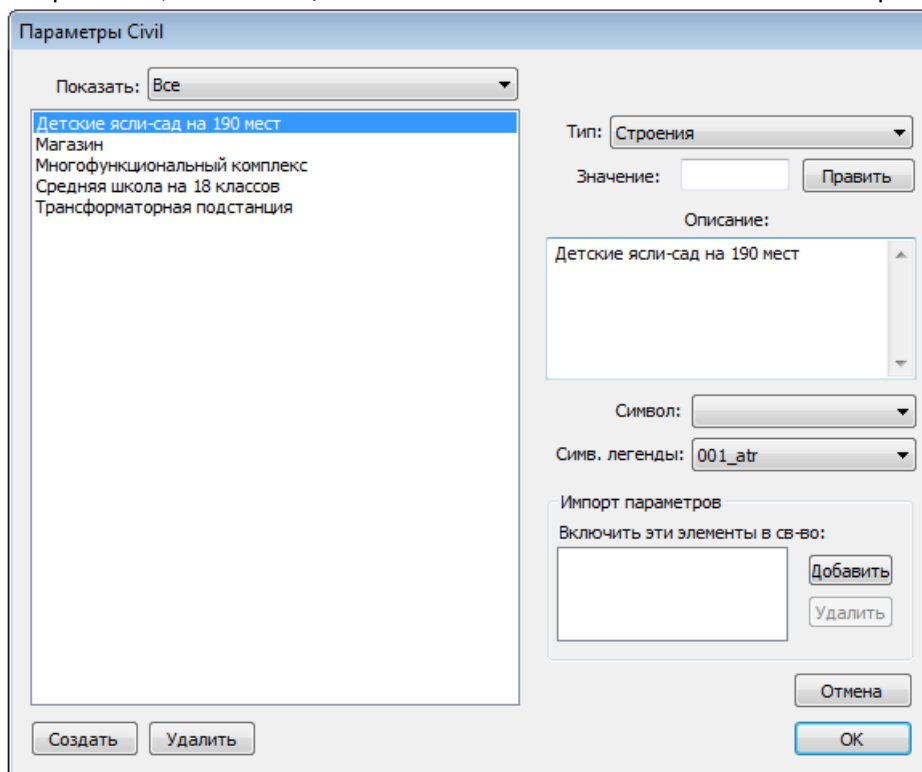 Параметры Civil
Показать: Все
Детские ясли-сад на 190 мест
Магазин
Многофункциональный комплекс
Средняя школа на 18 классов
Трансформаторная подстанция
Тип: Строения
Значение: Править
Описание:
Детские ясли-сад на 190 мест
Символ:
Симв. легенды: 001_atr
Импорт параметров
Включить эти элементы в св-во:
Добавить
Удалить
Отмена
Создать Удалить OK